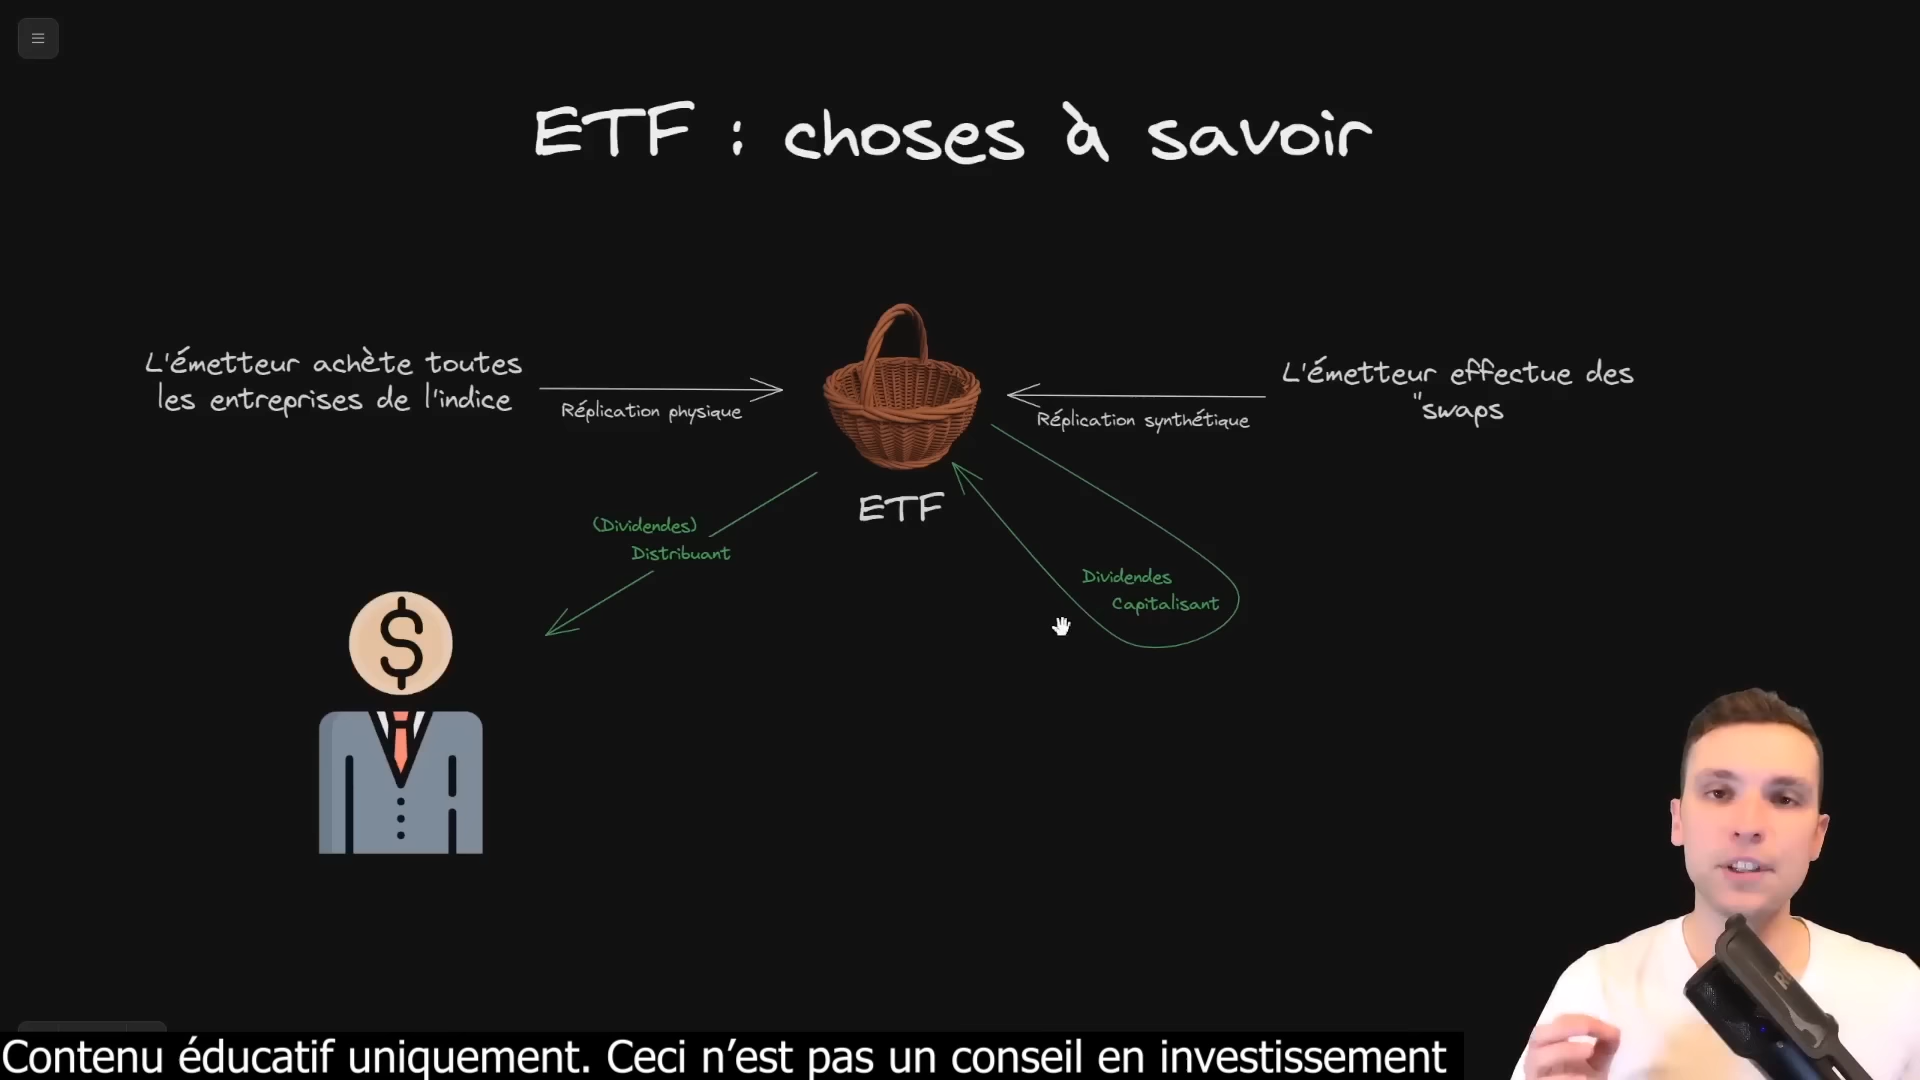 ETF : choses à savoir
L'émetteur achète toutes
les entreprises de l'indice
Réplication physique
Réplication synthétique
L'émetteur effectue des
"swaps
ETF
(Dividendes)
Distribuant
Dividendes
Capitalisant
$
Contenu éducatif uniquement. Ceci n’est pas un conseil en investissement